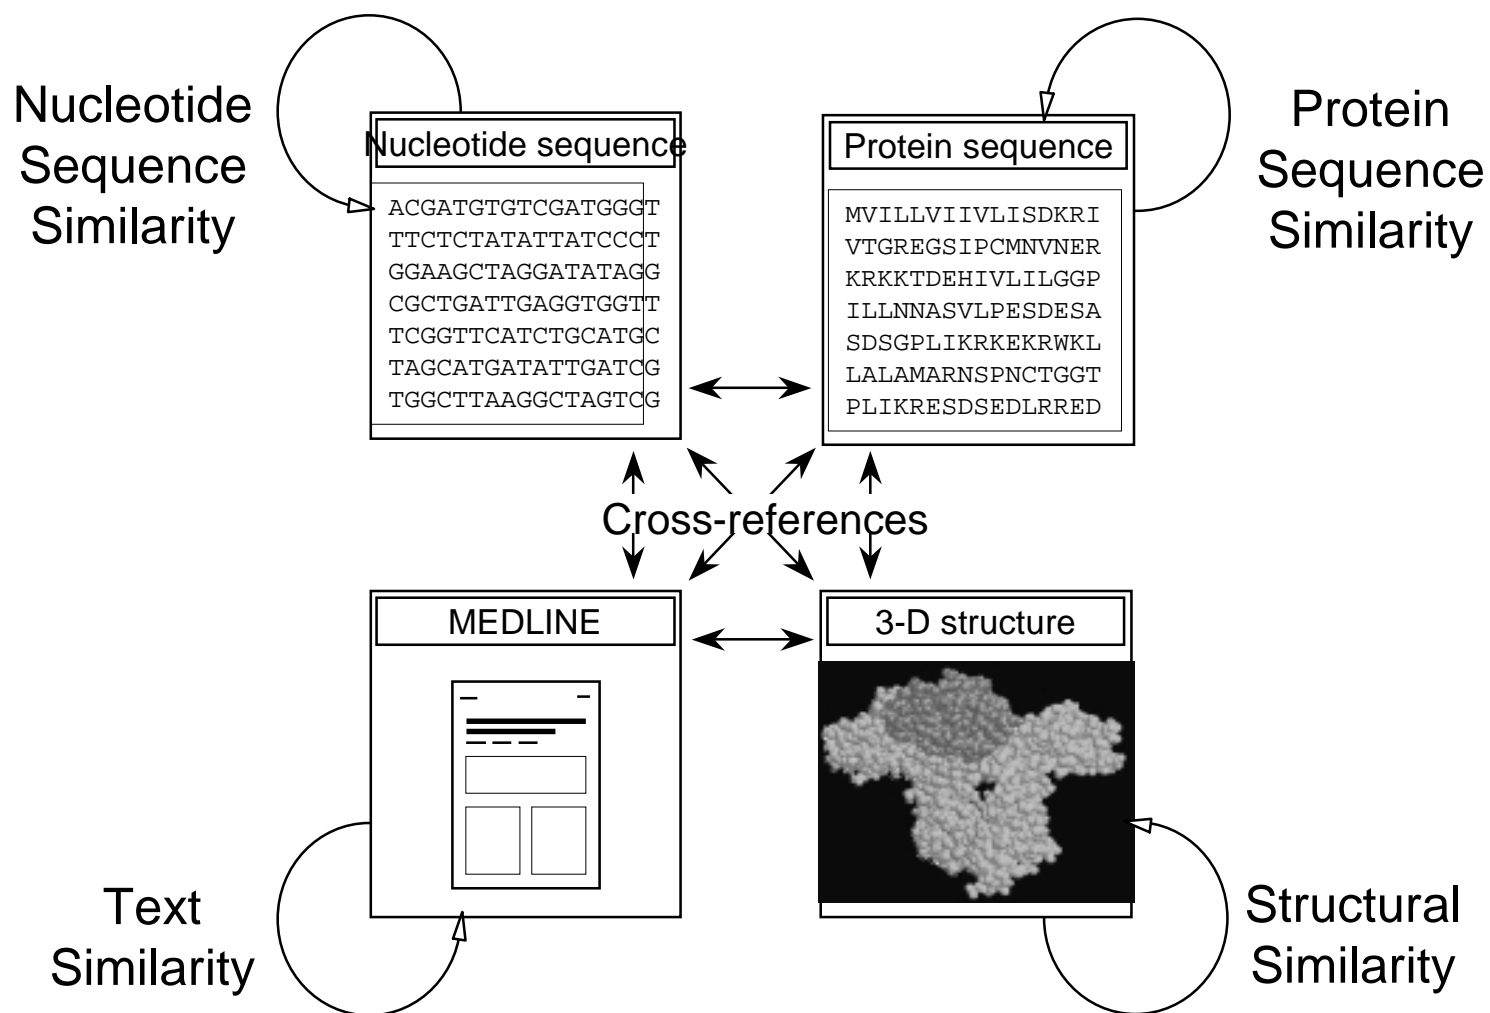 Nucleotide
Sequence
Similarity
Nucleotide sequence
ACGATGTGTCGATGGGT
TTCTCTATATTATCCCT
GGAAGCTAGGATATAGG
CGCTGATTGAGGTGGTT
TCGGTTCATCTGCATGC
TAGCATGATATTGATCG
TGGCTTAAGGCTAGTCG
Protein sequence
MVILLVIIVLISDKRI
VTGREGSIPCMNVNER
KRKKTDEHIVLILGGP
ILLNNASVLPESDESA
SDSGPLIKRKEKRWKL
LALAMARNSPNCTGGT
PLIKRESDSEDLRRED
Protein
Sequence
Similarity
Cross-references
MEDLINE
3-D structure
Text
Similarity
Structural
Similarity